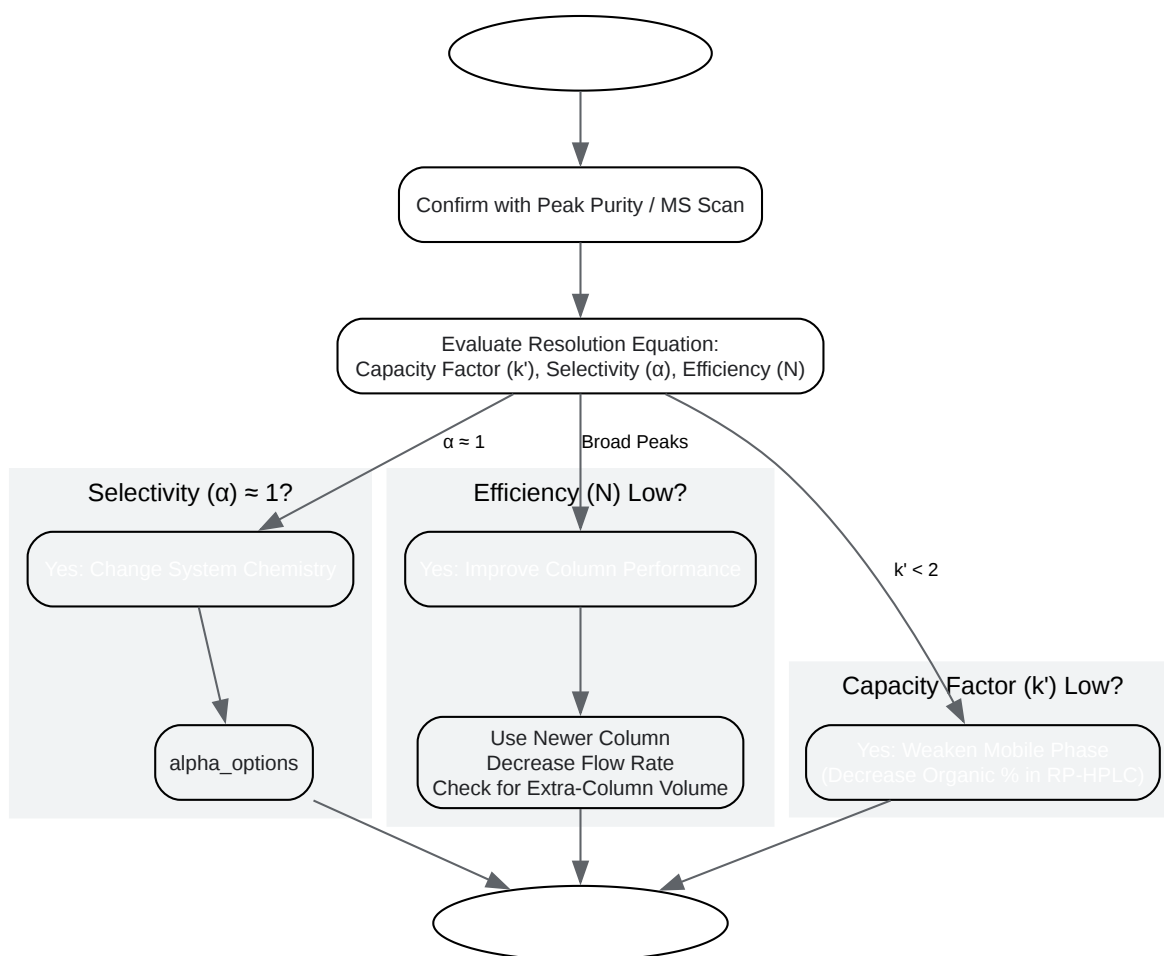 Confirm with Peak Purity / MS Scan
Evaluate Resolution Equation:
Capacity Factor (k'), Selectivity (α), Efficiency (N)
α ≈ 1
Broad Peaks
Selectivity (α) ≈ 1?
Efficiency (N) Low?
Yes: Change System Chemistry
Yes: Improve Column Performance
k' < 2
Capacity Factor (k') Low?
alpha_options
Use Newer Column
Decrease Flow Rate
Check for Extra-Column Volume
Yes: Weaken Mobile Phase
(Decrease Organic % in RP-HPLC)